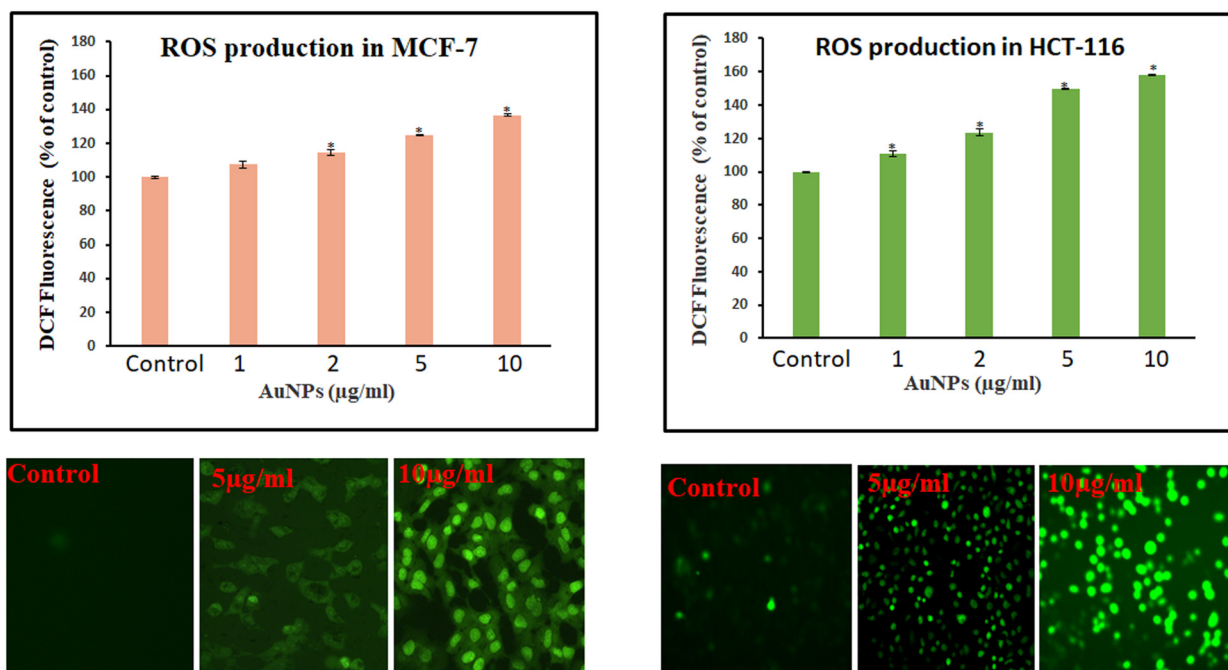 ROS production in MCF-7
DCF Fluorescence (% of control)
180
160
140
120
100
80
60
40
20
0
* * *
Control 1 2 5 10
AuNPs (µg/ml)
ROS production in HCT-116
DCF Fluorescence (% of control)
180
160
140
120
100
80
60
40
20
0
* * * *
Control 1 2 5 10
AuNPs (µg/ml)
Control 5µg/ml 10µg/ml
Control 5µg/ml 10µg/ml